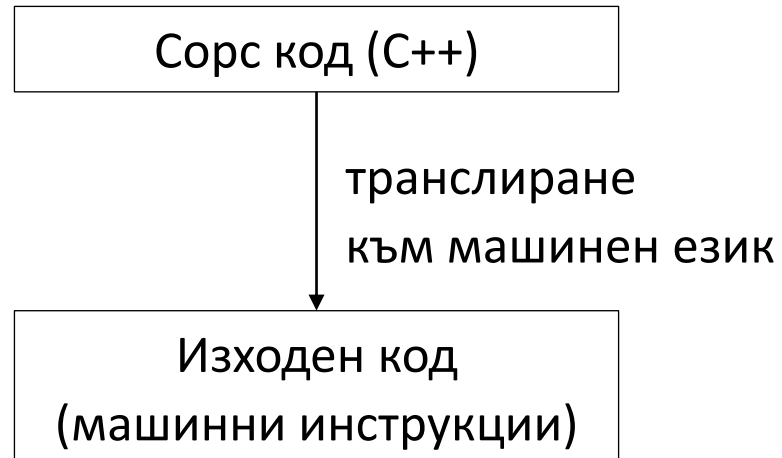 Сорс код (C++)
транслиране
към машинен език
Изходен код
(машинни инструкции)